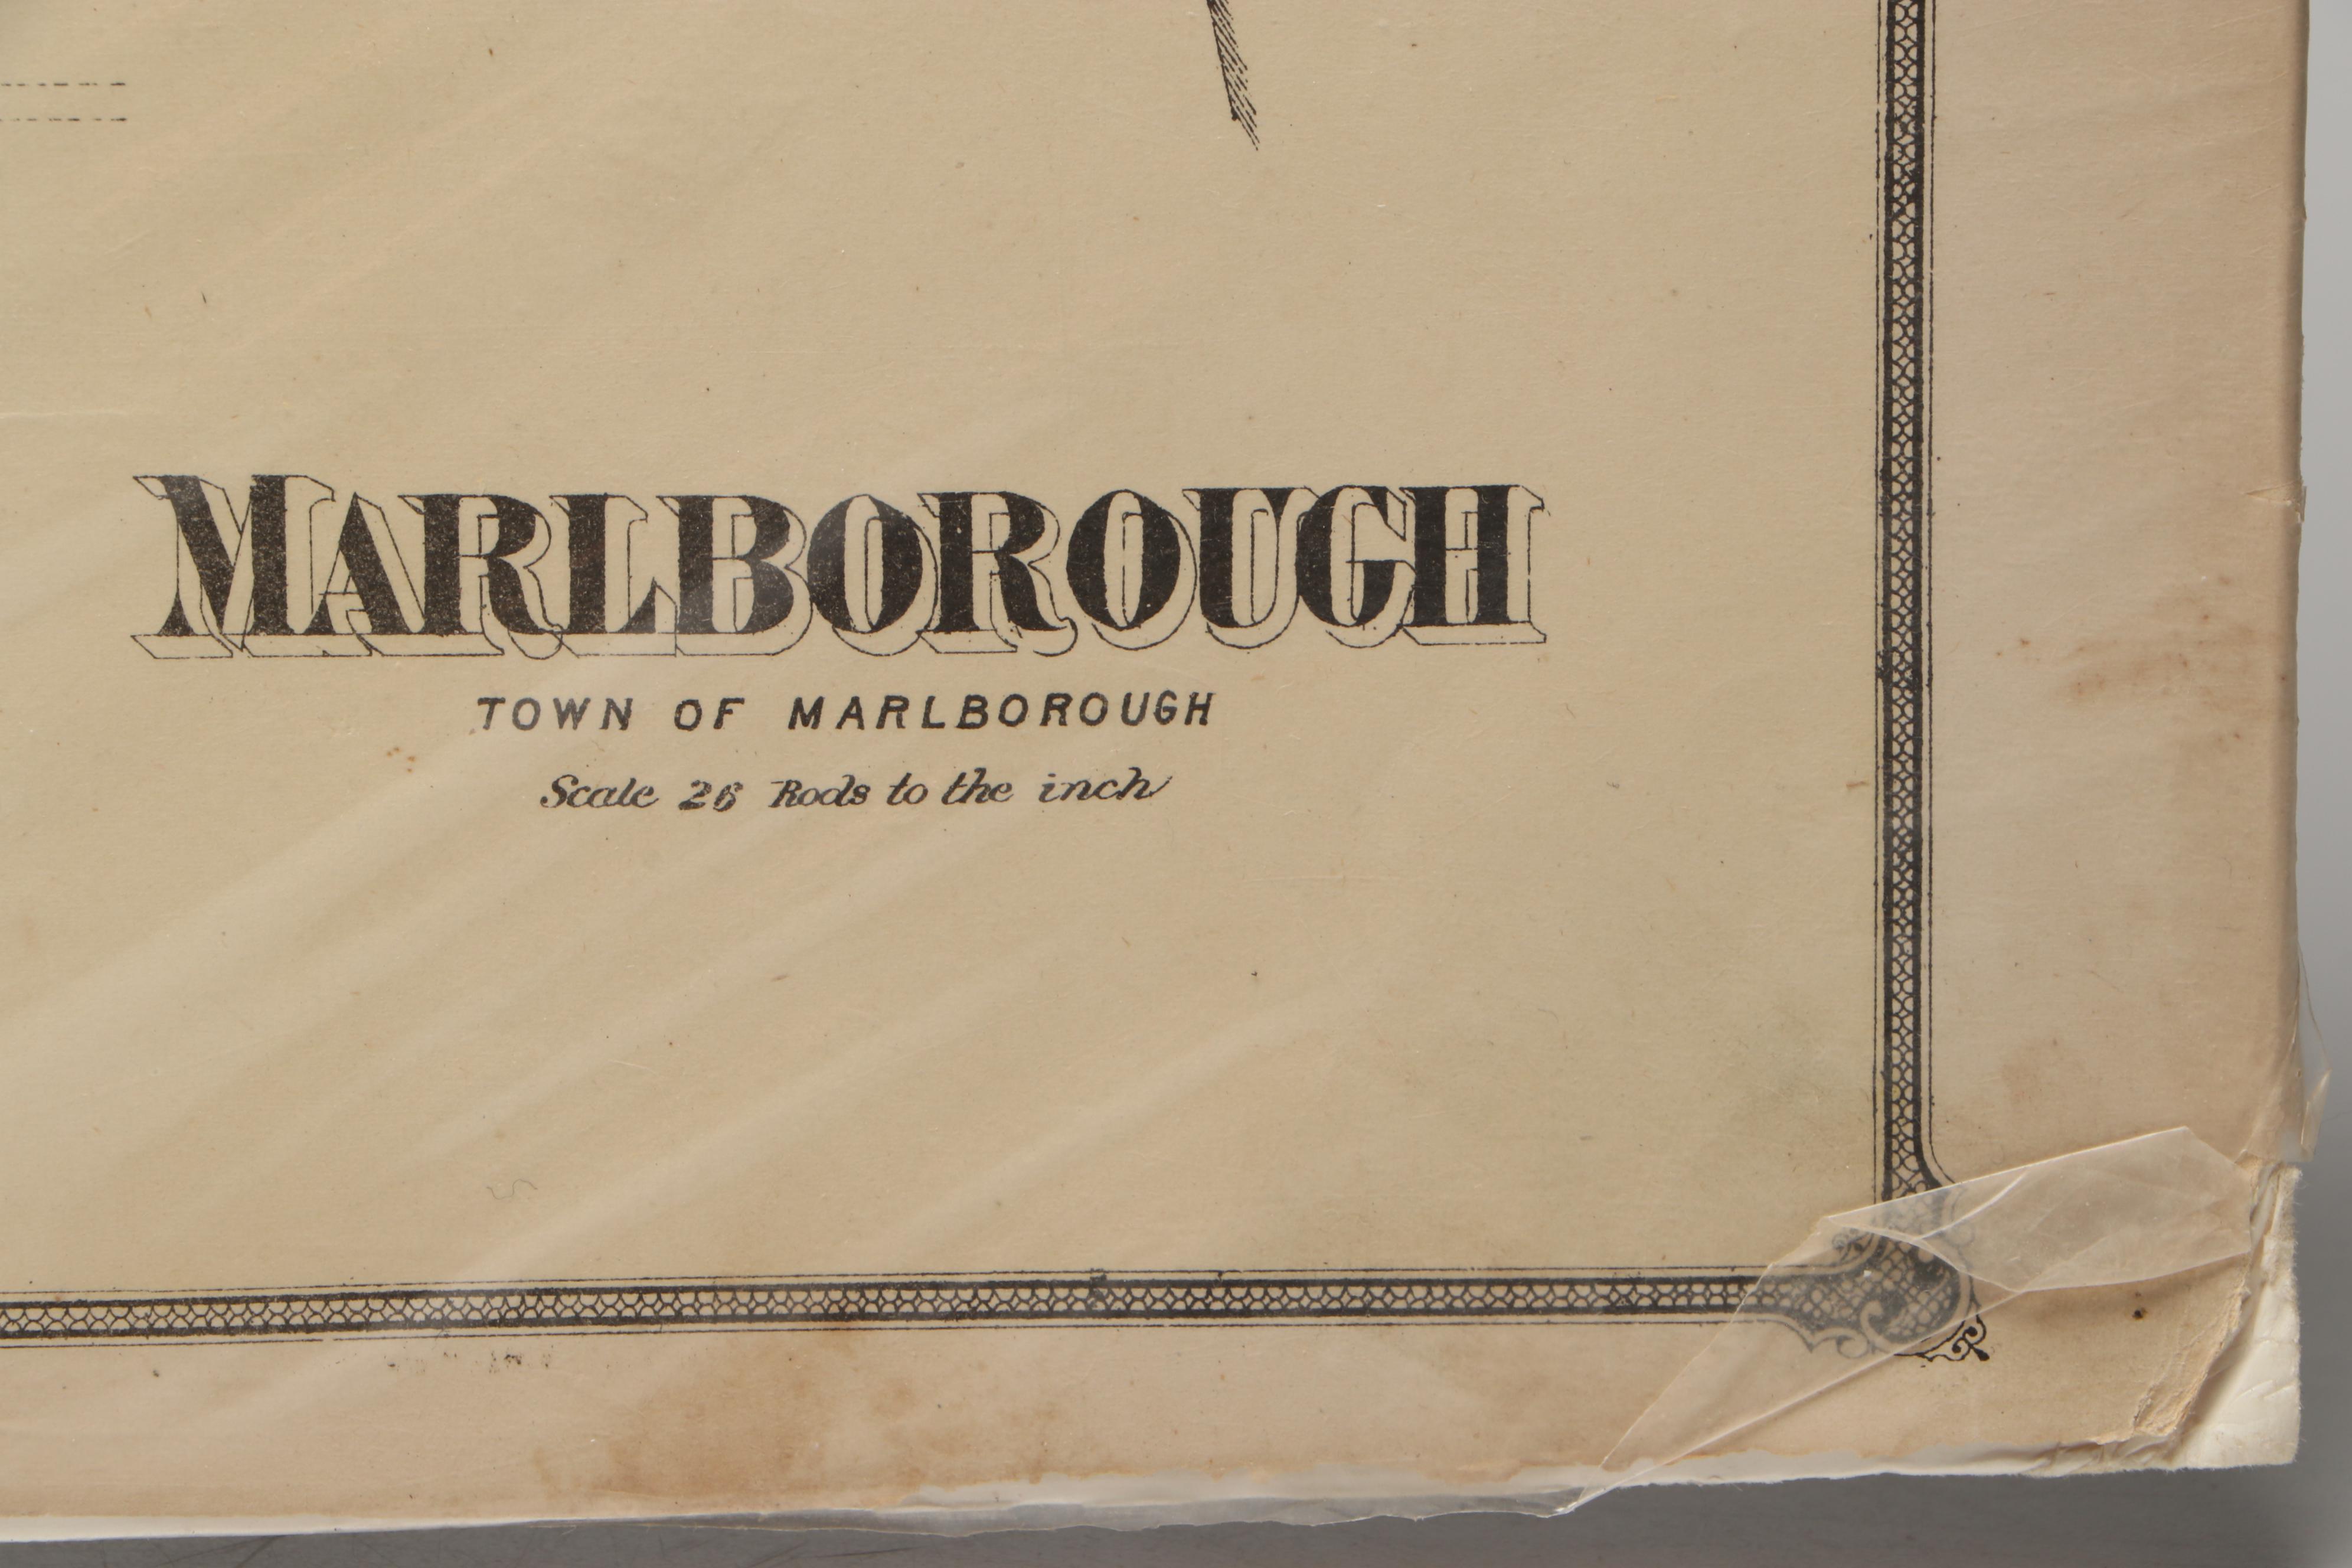 MARLBOROUGH
TOWN OF MARLBOROUGH
Scale 26 Rods to the inch